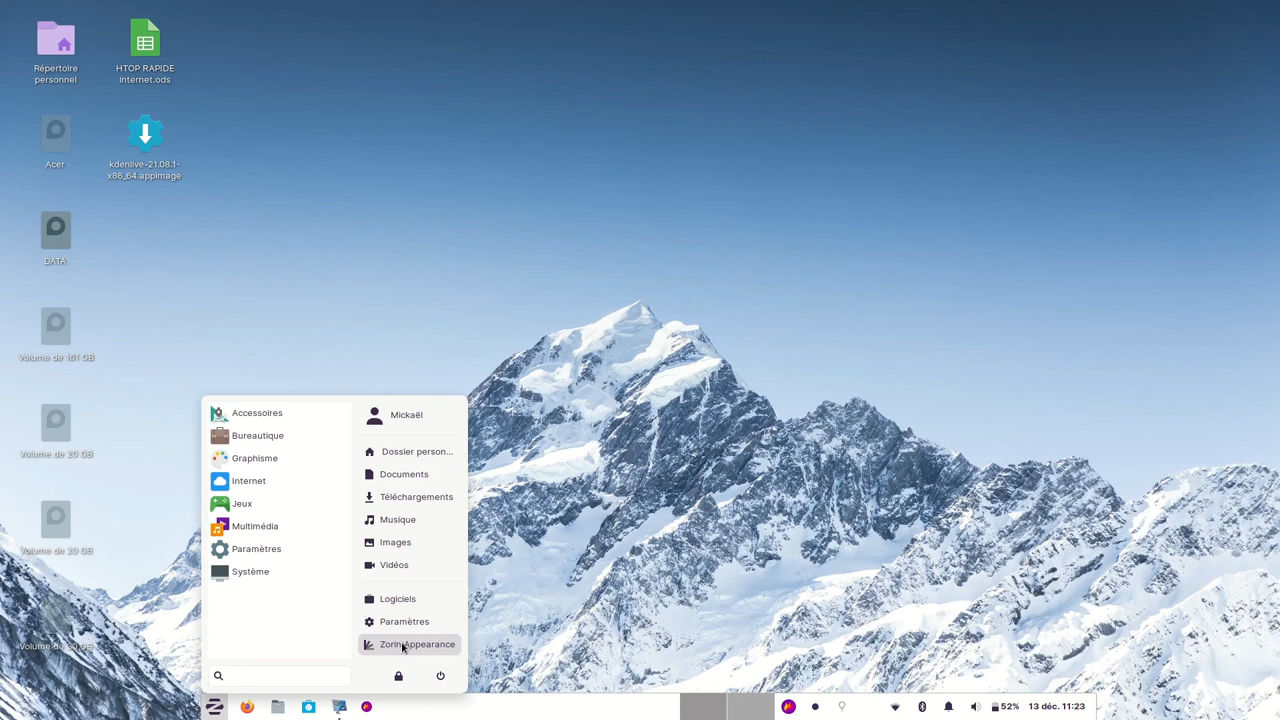 Répertoire
personnel
HTOP RAPIDE
internet.ods
Acer
kdenlive-21.08.1-
x86_64.appimage
DATA
Volume de 161 GB
Volume de 20 GB
Volume de 20 GB
Accessoires
Bureautique
Graphisme
Internet
Jeux
Multimédia
Paramètres
Système
Mickaël
Dossier person...
Documents
Téléchargements
Musique
Images
Vidéos
Logiciels
Paramètres
Zorin Appearance
52%
13 déc. 11:23